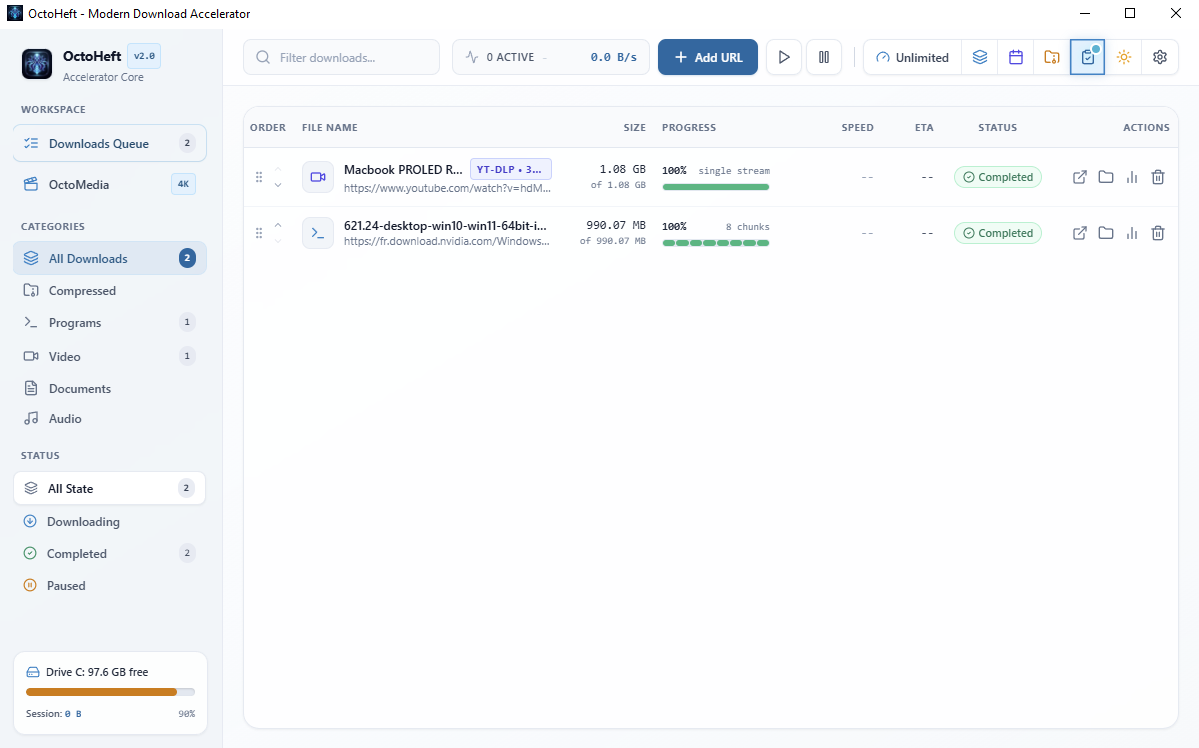 OctoHeft - Modern Download Accelerator
OctoHeft v2.0
Accelerator Core
WORKSPACE
Downloads Queue 2
OctoMedia 4K
CATEGORIES
All Downloads 2
Compressed
Programs 1
Video 1
Documents
Audio
STATUS
All State 2
Downloading
Completed 2
Paused
Drive C: 97.6 GB free
Session: 0 B 90%
Filter downloads...
0 ACTIVE - 0.0 B/s
Add URL
Unlimited
ORDER FILE NAME SIZE PROGRESS SPEED ETA STATUS ACTIONS
Macbook PROLED R... YT-DLP • 3... 1.08 GB 100% single stream -- -- Completed
https://www.youtube.com/watch?v=hdM... of 1.08 GB
621.24-desktop-win10-win11-64bit-i... 990.07 MB 100% 8 chunks -- -- Completed
https://fr.download.nvidia.com/Windows... of 990.07 MB